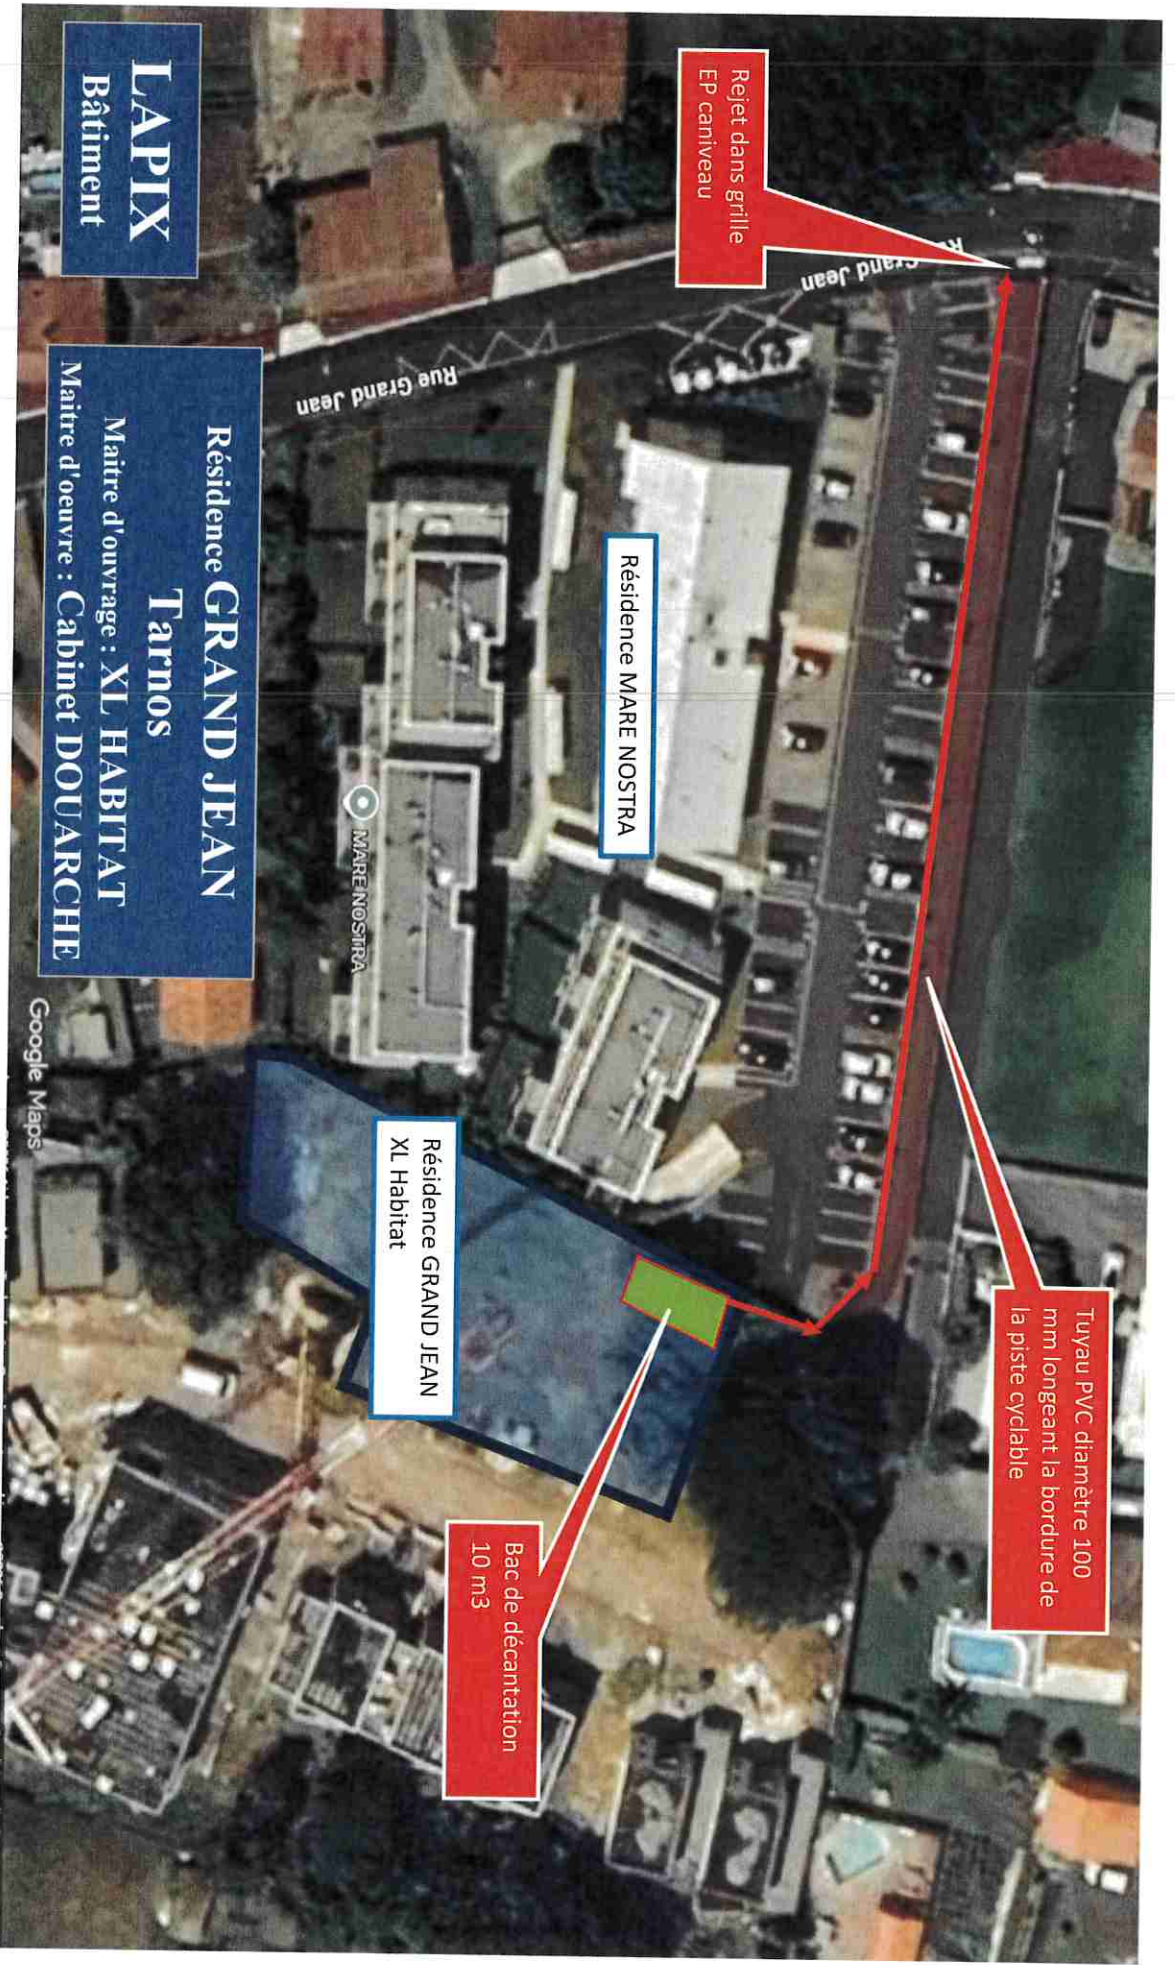 Tuyau PVC diamètre 100
mm longeant la bordure de
la piste cyclable
Rejet dans grille
EP caniveau
Grand Jean
Rue Grand Jean
Résidence MARE NOSTRA
MARE NOSTRA
Résidence GRAND JEAN
XL Habitat
Bac de décantation
10 m3
LAPIX
Bâtiment
Résidence GRAND JEAN
Tarnos
Maitre d'ouvrage : XL HABITAT
Maitre d'oeuvre : Cabinet DOUARCHE
Google Maps